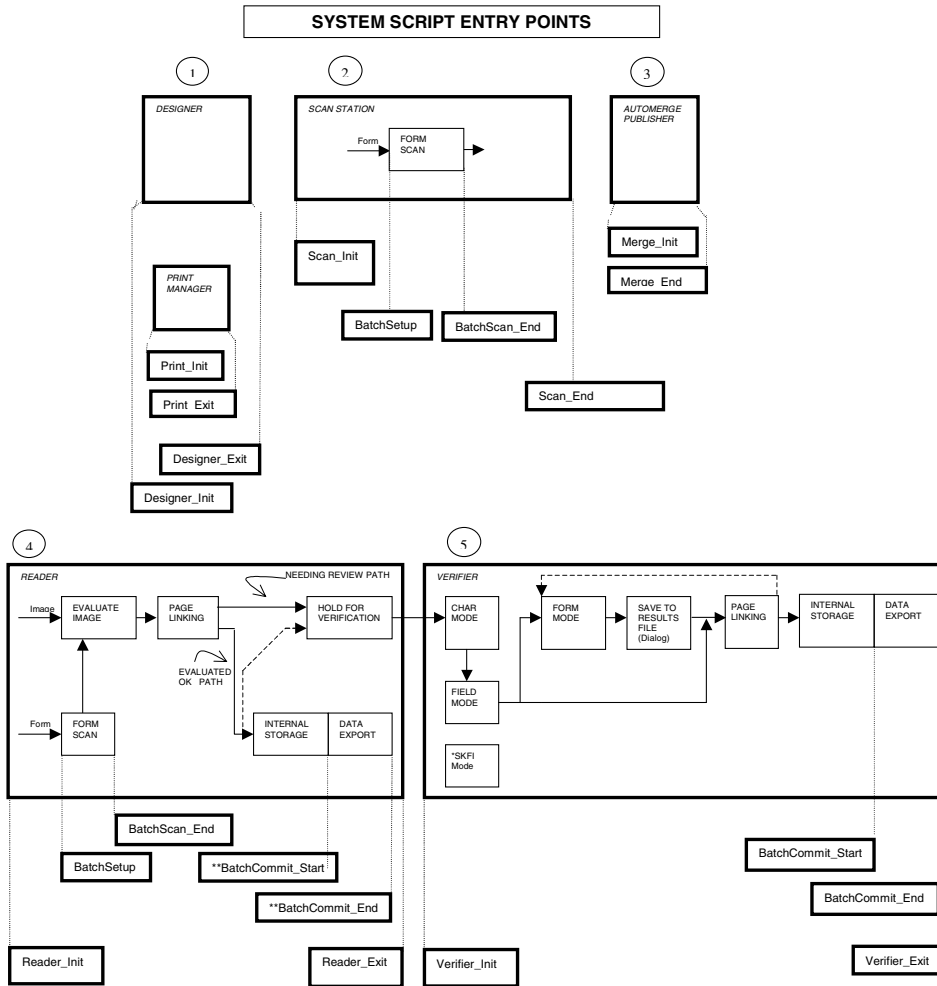 SYSTEM SCRIPT ENTRY POINTS
1
2
3
DESIGNER
SCAN STATION
Form
FORM
SCAN
AUTOMERGE
PUBLISHER
Scan_Init
Merge_Init
Merge_End
PRINT
MANAGER
BatchSetup
BatchScan_End
Print_Init
Print_Exit
Scan_End
Designer_Exit
Designer_Init
4
5
READER
NEEDING REVIEW PATH
Image
EVALUATE
IMAGE
PAGE
LINKING
HOLD FOR
VERIFICATION
EVALUATED
OK PATH
Form
FORM
SCAN
INTERNAL
STORAGE
DATA
EXPORT
VERIFIER
CHAR
MODE
FORM
MODE
SAVE TO
RESULTS
FILE
(Dialog)
PAGE
LINKING
INTERNAL
STORAGE
DATA
EXPORT
FIELD
MODE
*SKFI
Mode
BatchScan_End
BatchSetup
**BatchCommit_Start
**BatchCommit_End
BatchCommit_Start
BatchCommit_End
Reader_Init
Reader_Exit
Verifier_Init
Verifier_Exit